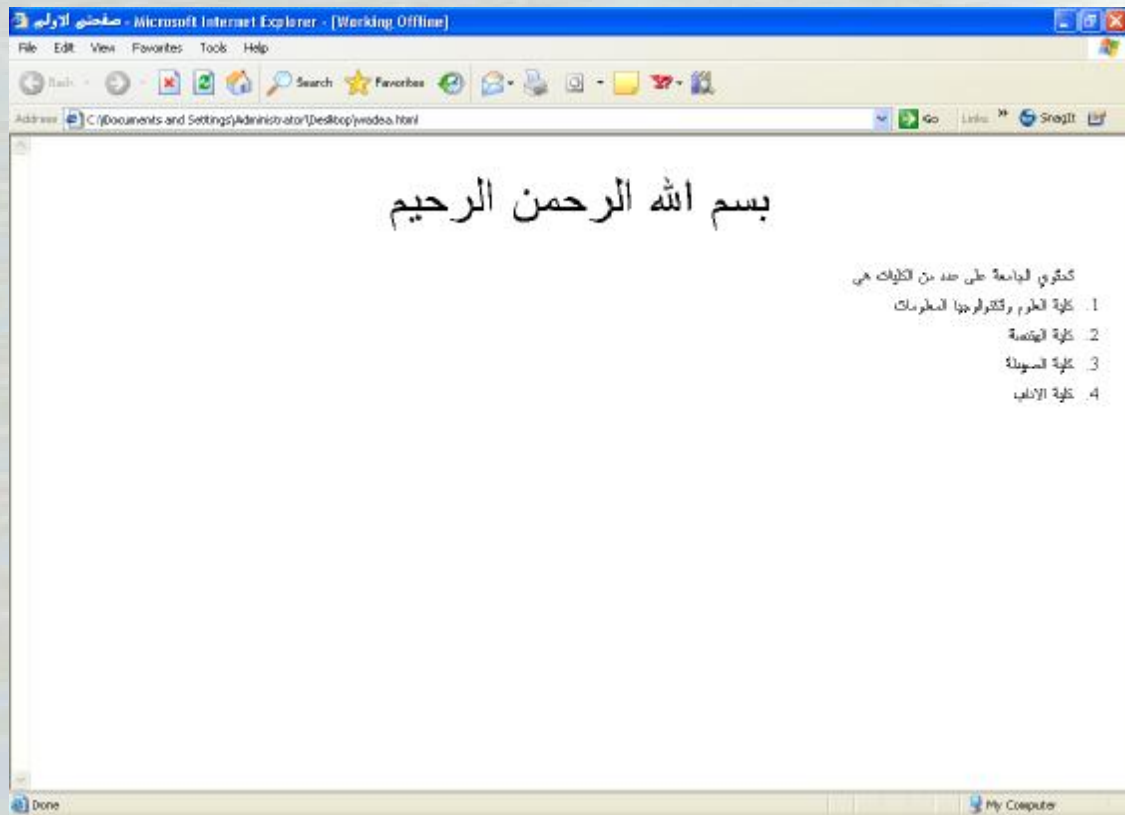 صفحتي الاولى - Microsoft Internet Explorer - [Working Offline]
File Edit View Favorites Tools Help
Back Search Favorites
Address C:\Documents and Settings\Administrator\Desktop\wadea.html Go Links » SnagIt
بسم الله الرحمن الرحيم
تحتوي الجامعة على عدد من الكليات هي
1. كلية العلوم وتكنولوجيا المعلومات
2. كلية الهندسة
3. كلية الصيدلة
4. كلية الاداب
Done My Computer